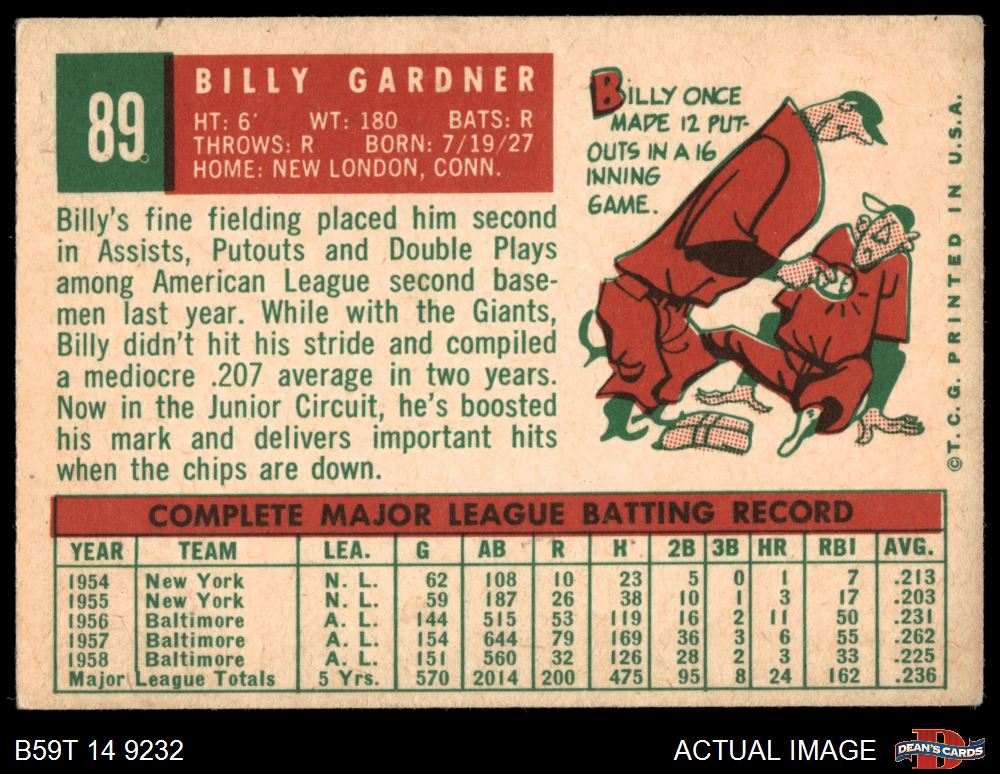 89
BILLY GARDNER
HT: 6' WT: 180 BATS: R
THROWS: R BORN: 7/19/27
HOME: NEW LONDON, CONN.
BILLY ONCE
MADE 12 PUT-
OUTS IN A 16
INNING
GAME.
Billy's fine fielding placed him second
in Assists, Putouts and Double Plays
among American League second base-
men last year. While with the Giants,
Billy didn't hit his stride and compiled
a mediocre .207 average in two years.
Now in the Junior Circuit, he's boosted
his mark and delivers important hits
when the chips are down.
©T.C.G. PRINTED IN U.S.A.
COMPLETE MAJOR LEAGUE BATTING RECORD
YEAR TEAM LEA. G AB R H 2B 3B HR RBI AVG.
1954 New York N. L. 62 108 10 23 5 0 1 7 .213
1955 New York N. L. 59 187 26 38 10 1 3 17 .203
1956 Baltimore A. L. 144 515 53 119 16 2 11 50 .231
1957 Baltimore A. L. 154 644 79 169 36 3 6 55 .262
1958 Baltimore A. L. 151 560 32 126 28 2 3 33 .225
Major League Totals 5 Yrs. 570 2014 200 475 95 8 24 162 .236
B59T 14 9232
ACTUAL IMAGE
DEAN'S CARDS